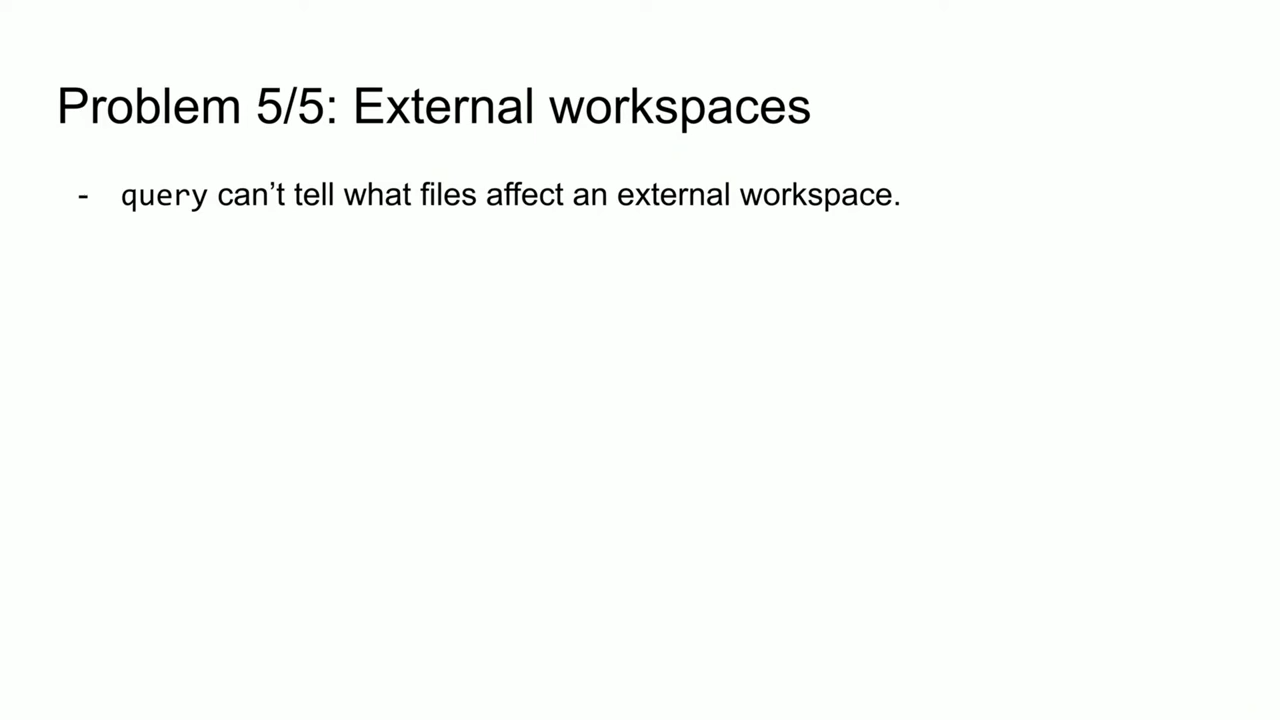 Problem 5/5: External workspaces
- query can’t tell what files affect an external workspace.